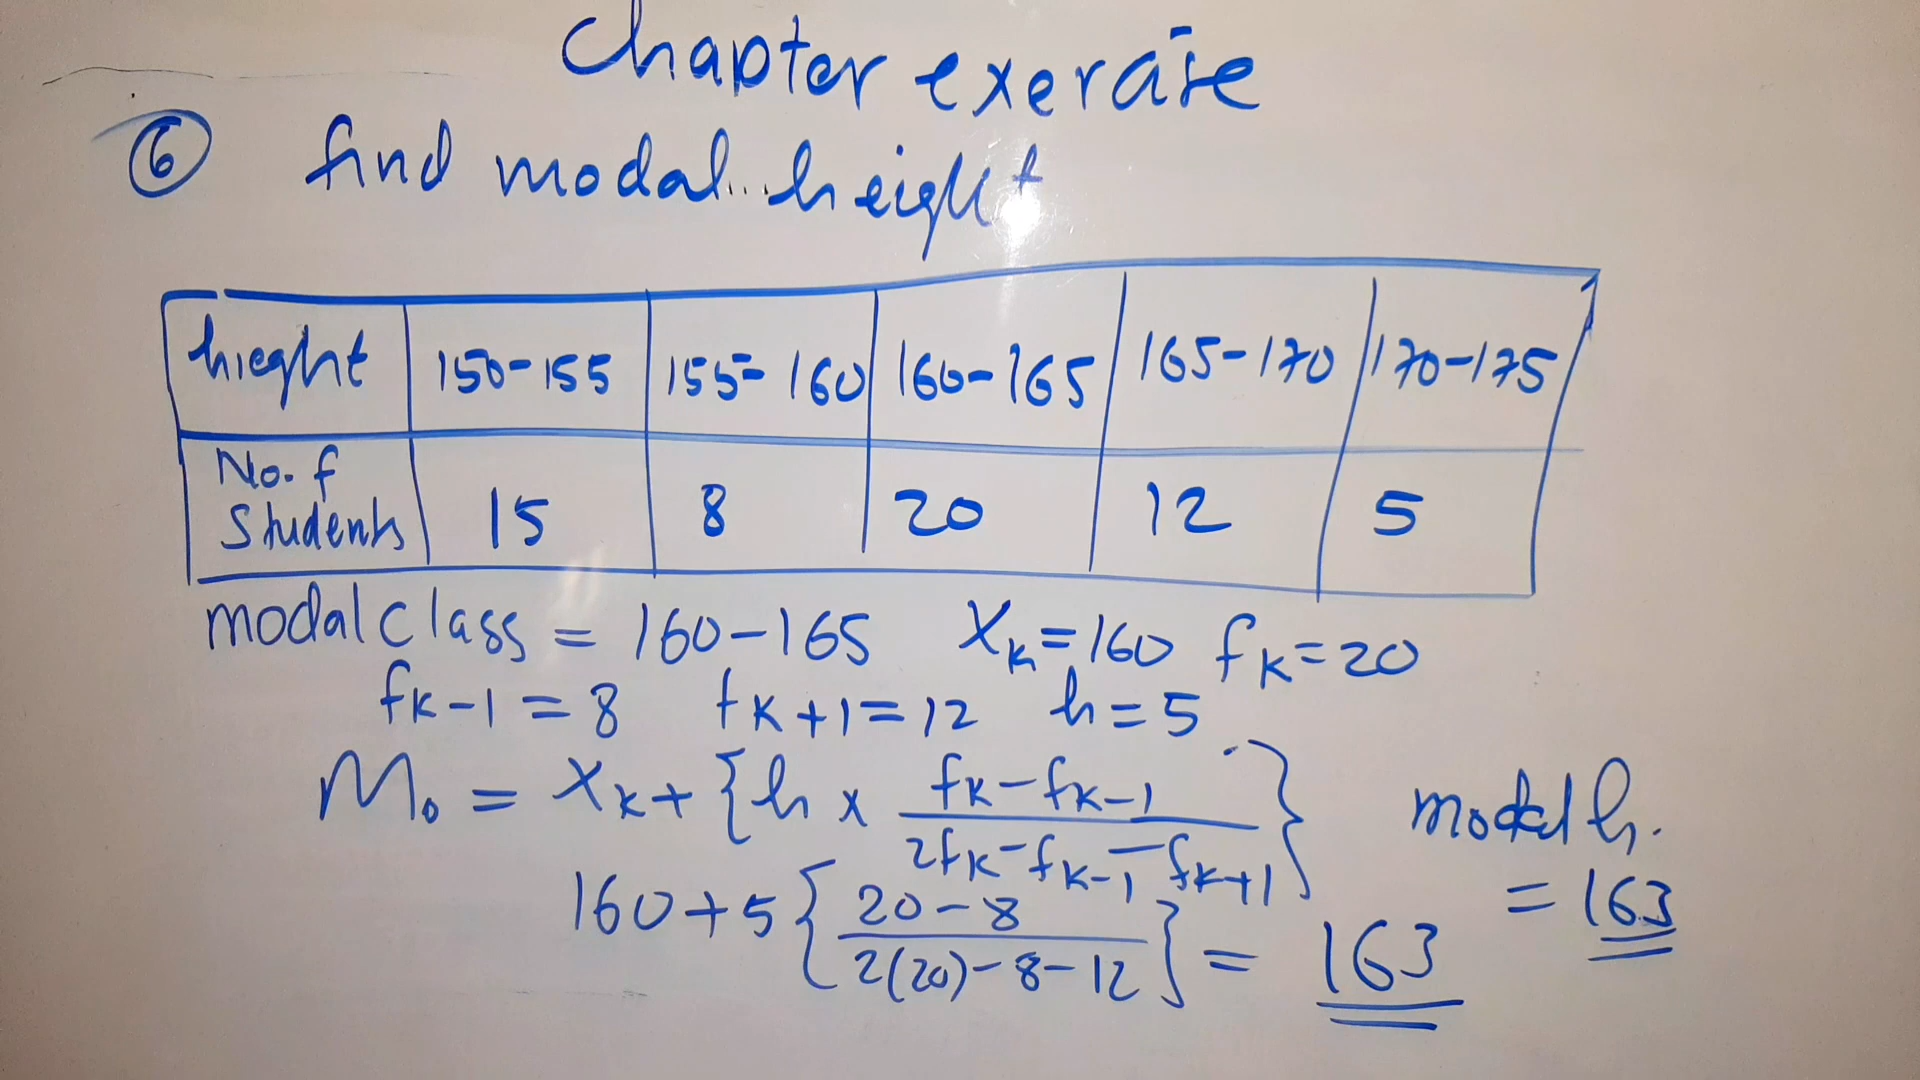 Chapter exercise
6 find modal height
hieght 150-155 155-160 160-165 165-170 170-175
No. f
Students 15 8 20 12 5
modal class = 160-165 Xk=160 fk=20
fk-1=8 fk+1=12 h=5
Mo = Xk+{h x fk-fk-1 / 2fk-fk-1-fk+1} modal h.
= 163
160+5{20-8 / 2(20)-8-12} = 163